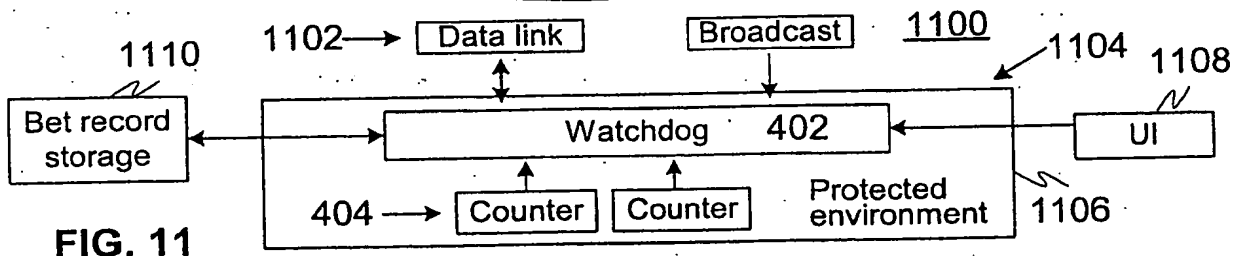 1102 Data link Broadcast 1100
1110 1104
1108
Bet record
storage
Watchdog 402
UI
404 Counter Counter
Protected
environment
1106
FIG. 11